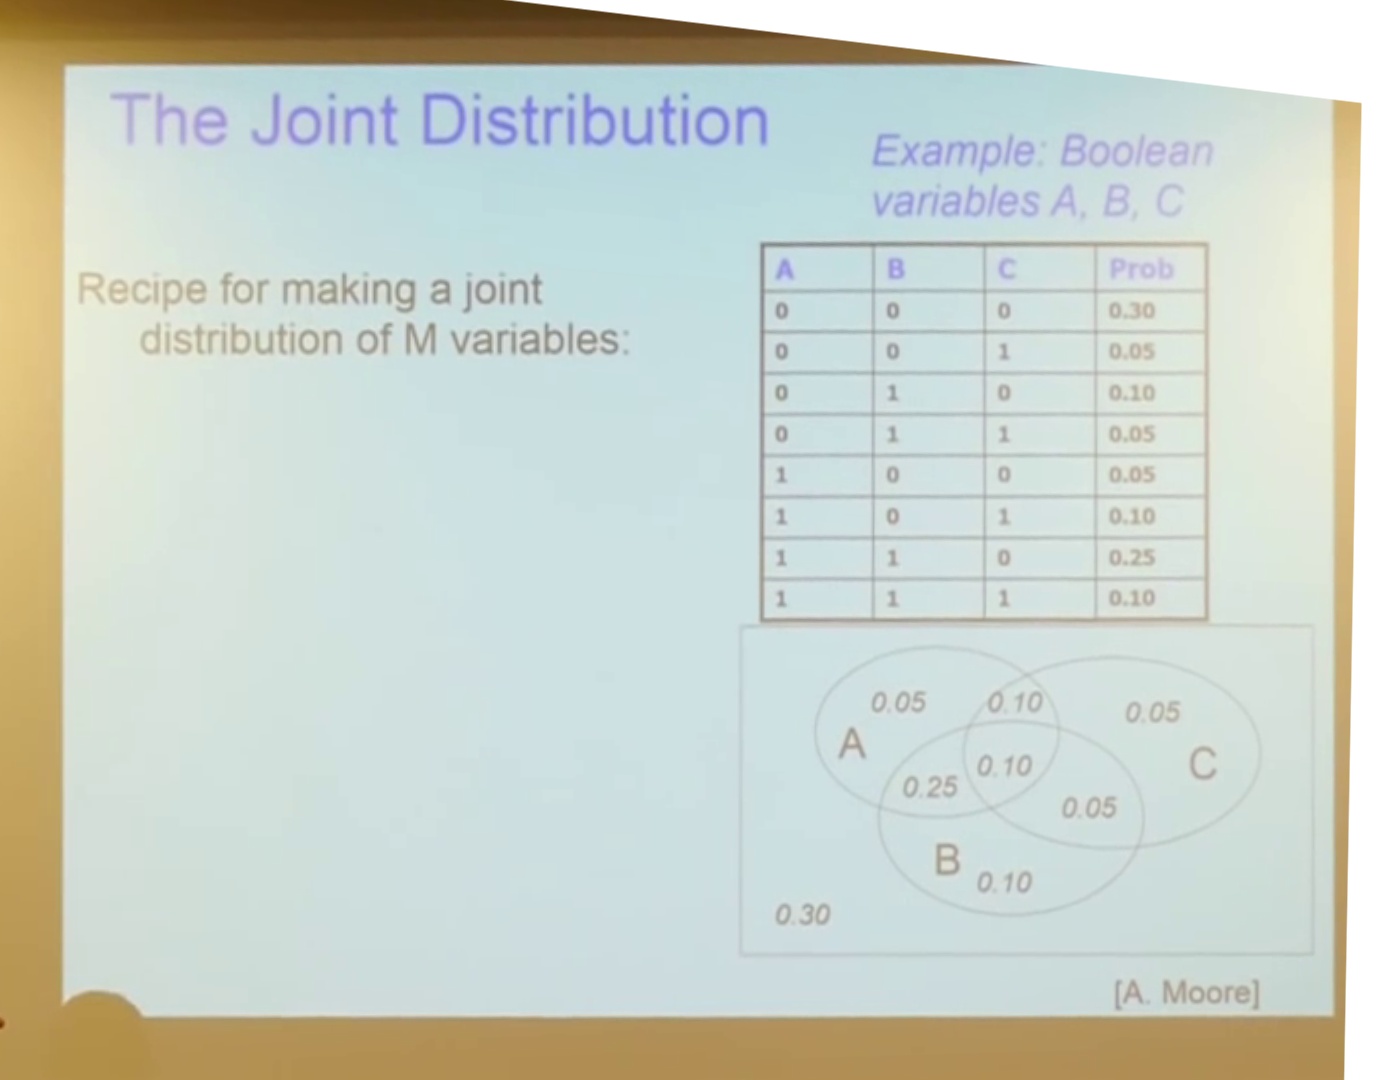 The Joint Distribution
Example: Boolean
variables A, B, C
Recipe for making a joint
distribution of M variables:
A B C Prob
0 0 0 0.30
0 0 1 0.05
0 1 0 0.10
0 1 1 0.05
1 0 0 0.05
1 0 1 0.10
1 1 0 0.25
1 1 1 0.10
0.05 0.10 0.05
A C
0.10
0.25
0.05
B
0.10
0.30
[A. Moore]